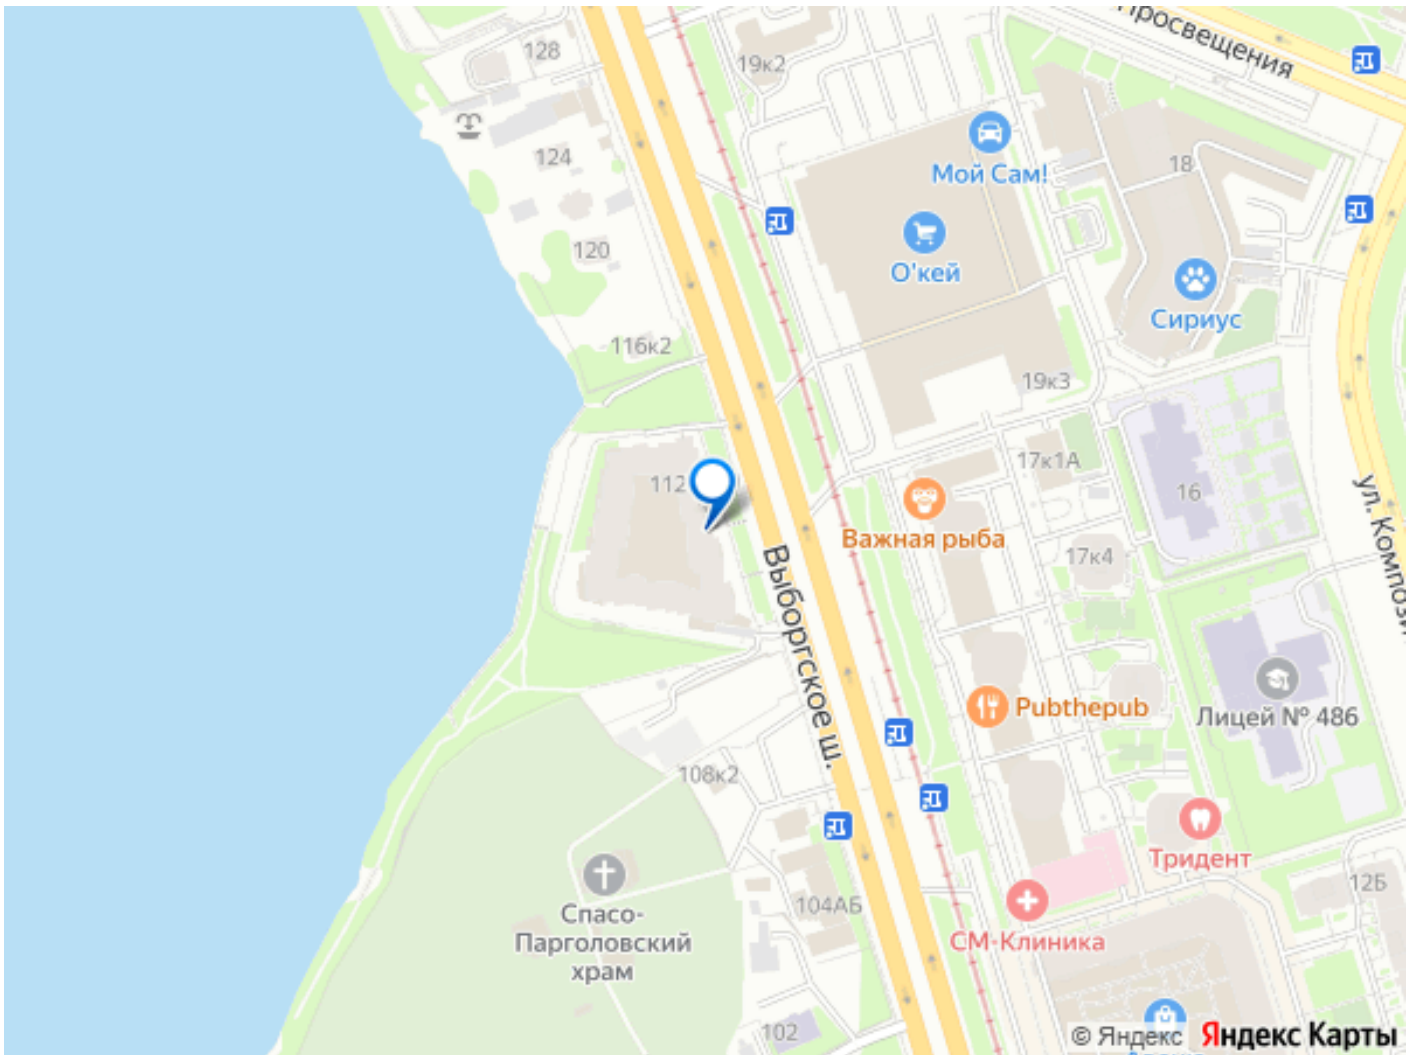 Просвещения
128
19к2
124
Мой Сам!
18
120
О'кей
Сириус
116к2
19к3
112
17к1А
16
Важная рыба
17к4
ул. Компози
Выборгское ш.
Pubthepub
Лицей № 486
108к2
Тридент
12Б
104АБ
Спасо-
Парголовский
храм
СМ-Клиника
102
© Яндекс Яндекс Карты